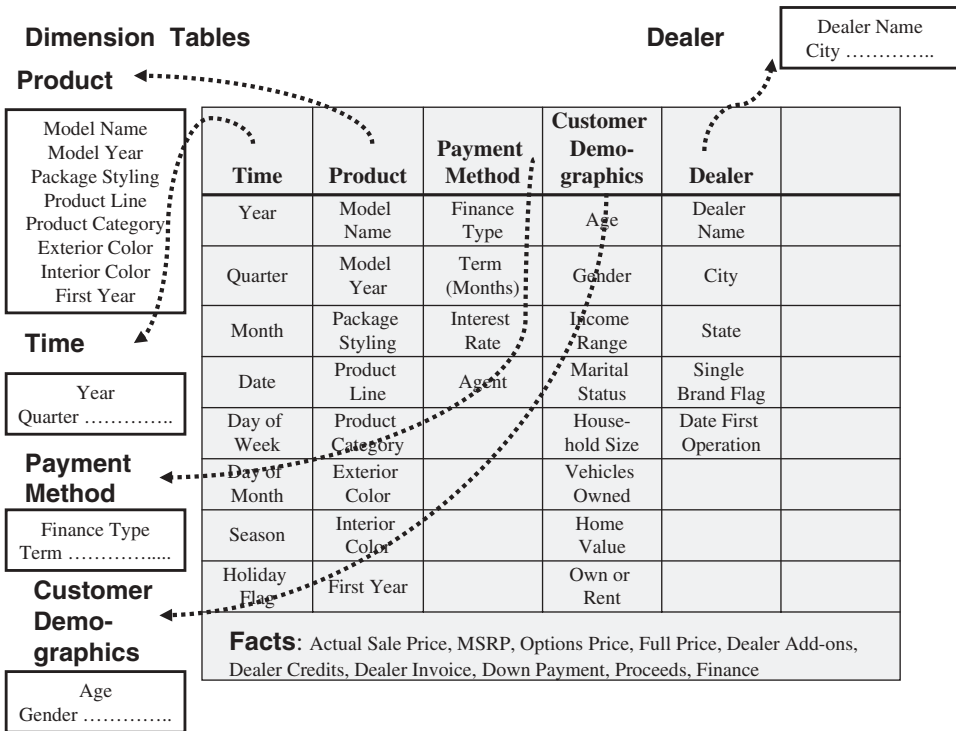 Dimension Tables
Dealer
Dealer Name
City …………..
Product
Model Name
Model Year
Package Styling
Product Line
Product Category
Exterior Color
Interior Color
First Year
Time
Year
Quarter …………..
Payment
Method
Finance Type
Term ………….....
Customer
Demo-
graphics
Age
Gender …………..
Time
Product
Payment
Method
Customer
Demo-
graphics
Dealer
Year
Model
Name
Finance
Type
Age
Dealer
Name
Quarter
Model
Year
Term
(Months)
Gender
City
Month
Package
Styling
Interest
Rate
Income
Range
State
Date
Product
Line
Agent
Marital
Status
Single
Brand Flag
Day of
Week
Product
Category
House-
hold Size
Date First
Operation
Day of
Month
Exterior
Color
Vehicles
Owned
Season
Interior
Color
Home
Value
Holiday
Flag
First Year
Own or
Rent
Facts: Actual Sale Price, MSRP, Options Price, Full Price, Dealer Add-ons,
Dealer Credits, Dealer Invoice, Down Payment, Proceeds, Finance